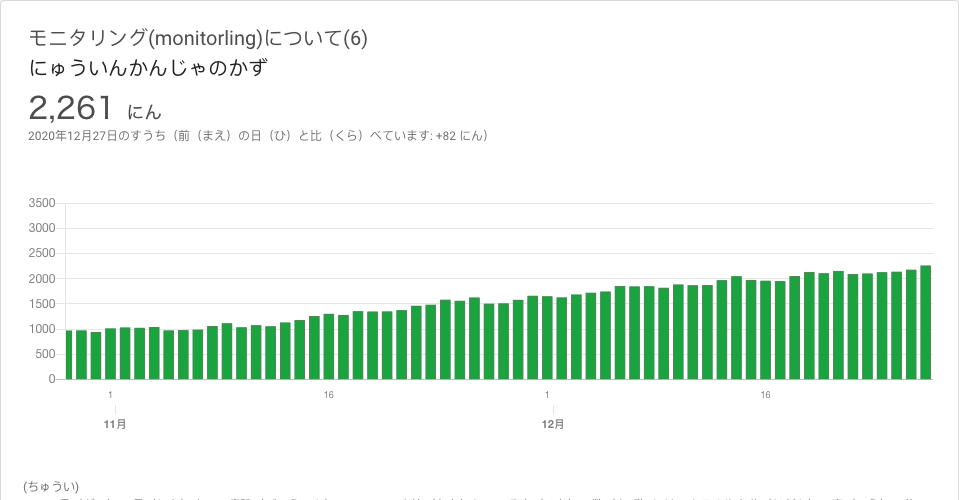 モニタリング(monitorling)について(6)
にゅういんかんじゃのかず
2,261 にん
2020年12月27日のすうち（前（まえ）の日（ひ）と比（くら）べています: +82 にん）
3500
3000
2500
2000
1500
1000
500
0
1 16 1 16
11月 12月
(ちゅうい)